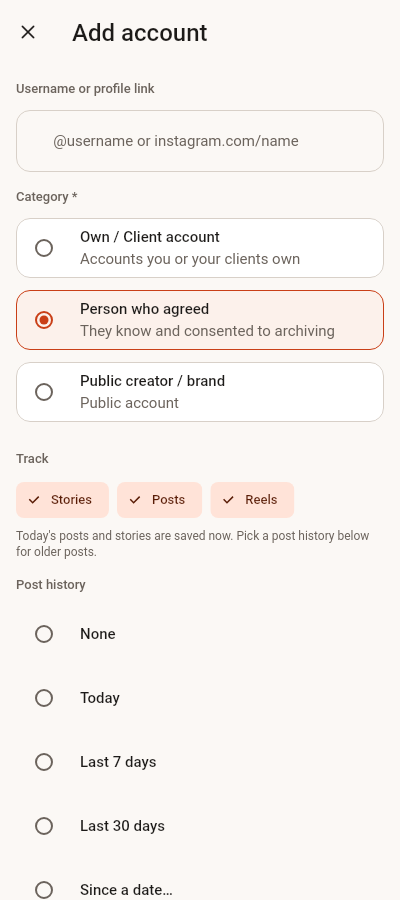 Add account
Username or profile link
@username or instagram.com/name
Category *
Own / Client account
Accounts you or your clients own
Person who agreed
They know and consented to archiving
Public creator / brand
Public account
Track
Stories
Posts
Reels
Today's posts and stories are saved now. Pick a post history below
for older posts.
Post history
None
Today
Last 7 days
Last 30 days
Since a date…